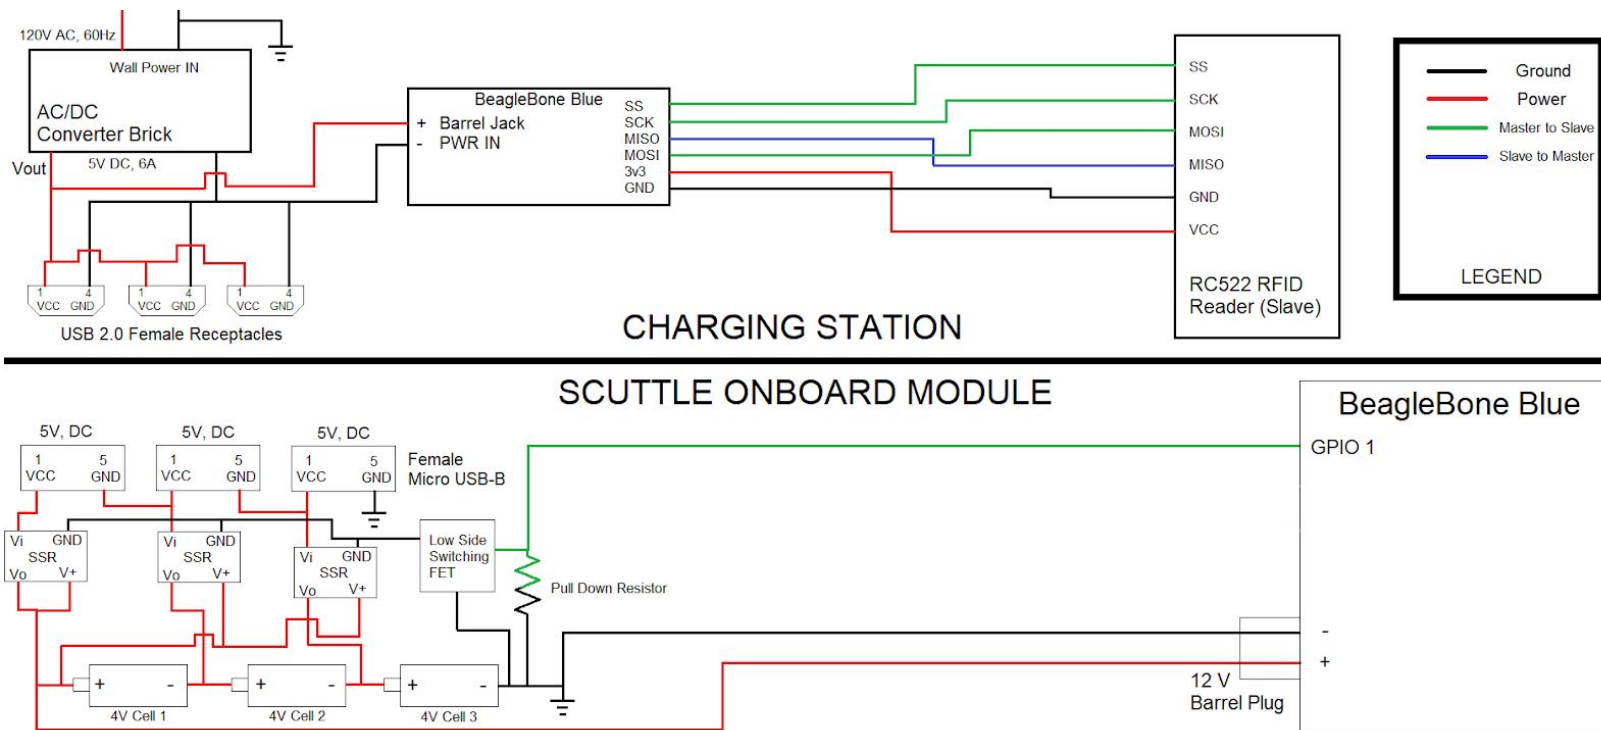 120V AC, 60Hz
Wall Power IN
AC/DC
Converter Brick
Vout
5V DC, 6A
1 4
VCC GND
1 4
VCC GND
1 4
VCC GND
USB 2.0 Female Receptacles
BeagleBone Blue
+ Barrel Jack
- PWR IN
SS
SCK
MISO
MOSI
3v3
GND
SS
SCK
MOSI
MISO
GND
VCC
RC522 RFID
Reader (Slave)
Ground
Power
Master to Slave
Slave to Master
LEGEND
CHARGING STATION
SCUTTLE ONBOARD MODULE
5V, DC
1 5
VCC GND
5V, DC
1 5
VCC GND
5V, DC
1 5
VCC GND
Female
Micro USB-B
Vi GND
SSR
Vo V+
Vi GND
SSR
Vo V+
Vi GND
SSR
Vo V+
Low Side
Switching
FET
Pull Down Resistor
+ -
4V Cell 1
+ -
4V Cell 2
+ -
4V Cell 3
BeagleBone Blue
GPIO 1
-
+
12 V
Barrel Plug